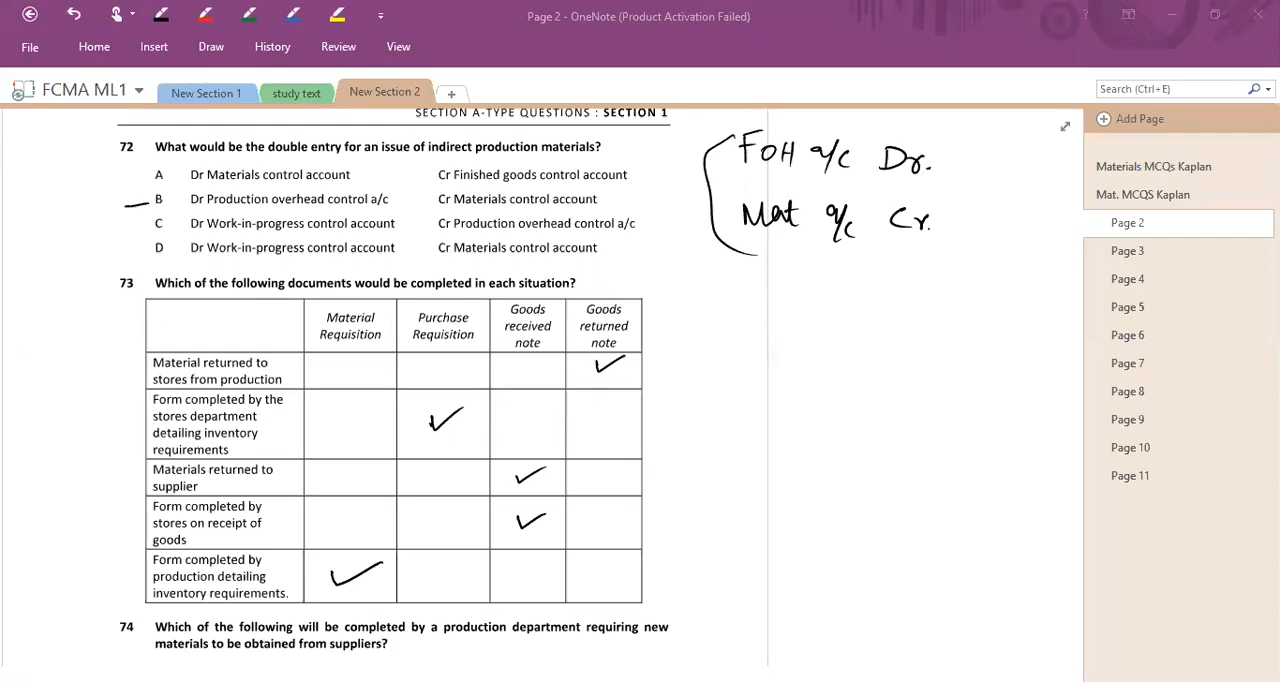 Page 2 - OneNote (Product Activation Failed)
File Home Insert Draw History Review View
FCMA ML1 New Section 1 study text New Section 2
Search (Ctrl+E)
Add Page
Materials MCQs Kaplan
Mat. MCQS Kaplan
Page 2
Page 3
Page 4
Page 5
Page 6
Page 7
Page 8
Page 9
Page 10
Page 11
SECTION A-TYPE QUESTIONS : SECTION 1
72 What would be the double entry for an issue of indirect production materials?
A Dr Materials control account Cr Finished goods control account
B Dr Production overhead control a/c Cr Materials control account
C Dr Work-in-progress control account Cr Production overhead control a/c
D Dr Work-in-progress control account Cr Materials control account
FOH a/c Dr.
Mat a/c Cr.
73 Which of the following documents would be completed in each situation?
Material Requisition
Purchase Requisition
Goods received note
Goods returned note
Material returned to
stores from production
Form completed by the
stores department
detailing inventory
requirements
Materials returned to
supplier
Form completed by
stores on receipt of
goods
Form completed by
production detailing
inventory requirements.
74 Which of the following will be completed by a production department requiring new
materials to be obtained from suppliers?